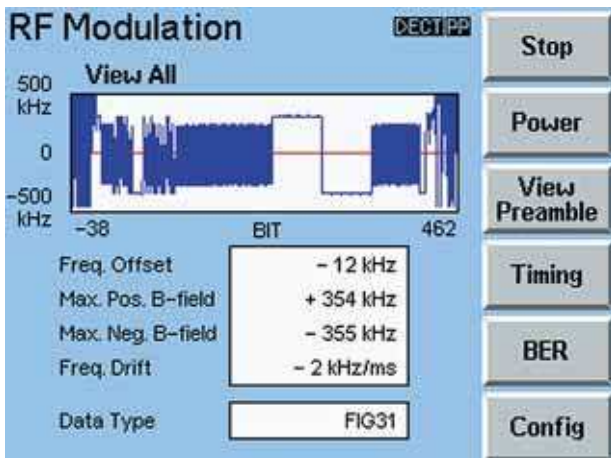 RF Modulation
DECT PP
View All
500
kHz
0
-500
kHz
-38
BIT
462
Freq. Offset
- 12 kHz
Max. Pos. B-field
+ 354 kHz
Max. Neg. B-field
- 355 kHz
Freq. Drift
- 2 kHz/ms
Data Type
FIG31
Stop
Power
View
Preamble
Timing
BER
Config